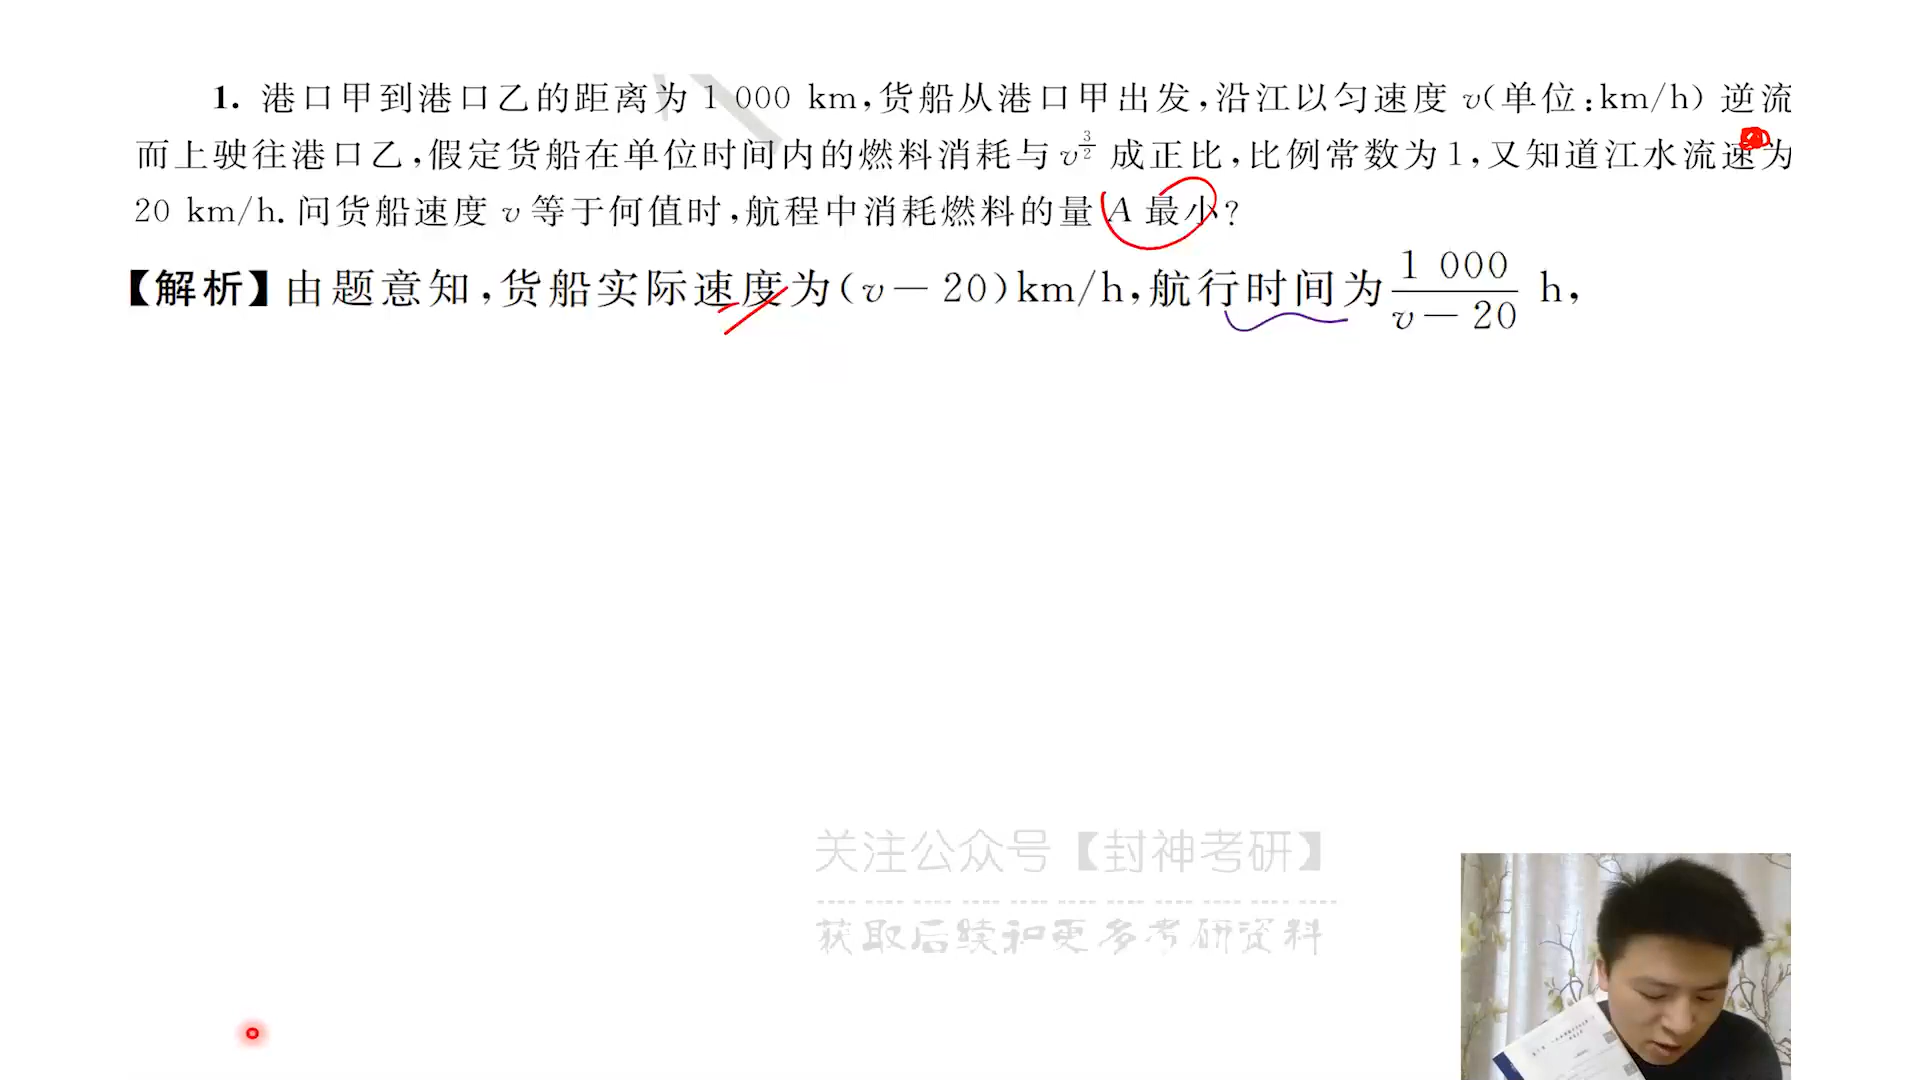 1. 港口甲到港口乙的距离为 1 000 km,货船从港口甲出发,沿江以匀速度 v(单位:km/h) 逆流
而上驶往港口乙,假定货船在单位时间内的燃料消耗与 v^{3/2} 成正比,比例常数为1,又知道江水流速为
20 km/h. 问货船速度 v 等于何值时,航程中消耗燃料的量 A 最小?
【解析】由题意知,货船实际速度为(v-20)km/h,航行时间为 \frac{1 000}{v-20} h,
关注公众号【封神考研】
获取后续和更多考研资料